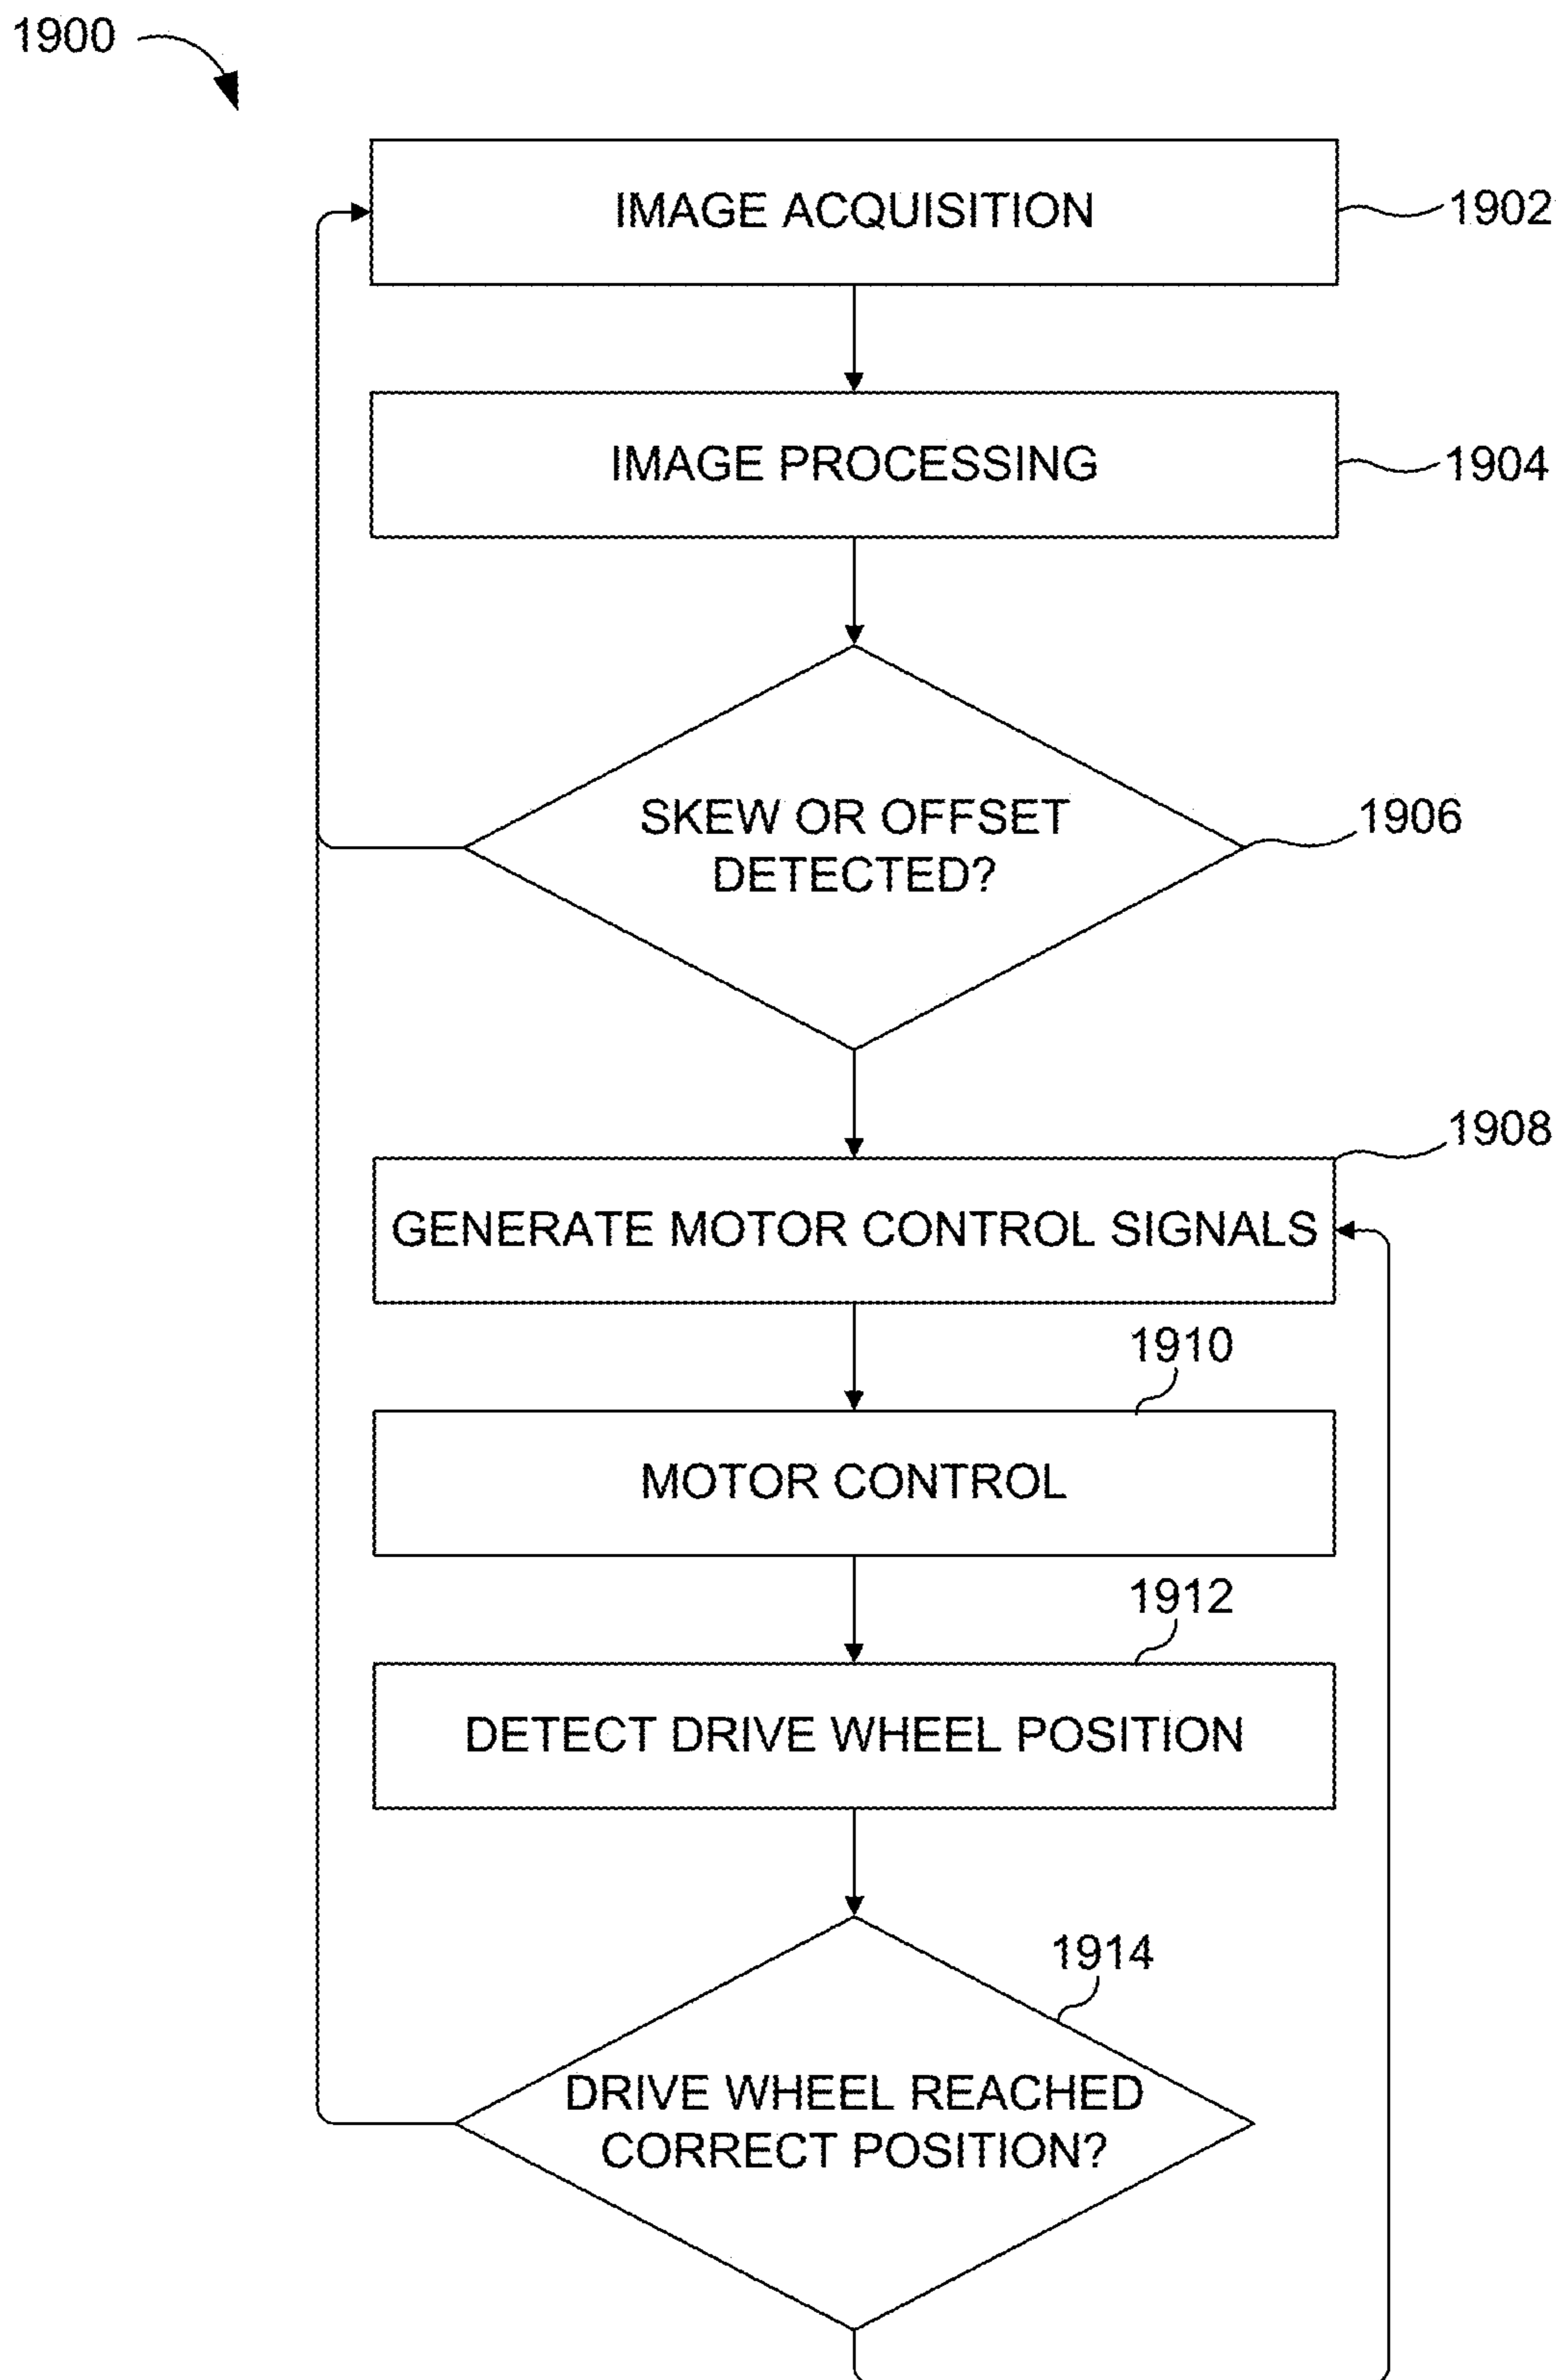 1900
IMAGE ACQUISITION
1902
IMAGE PROCESSING
1904
SKEW OR OFFSET
DETECTED?
1906
1908
GENERATE MOTOR CONTROL SIGNALS
1910
MOTOR CONTROL
1912
DETECT DRIVE WHEEL POSITION
1914
DRIVE WHEEL REACHED
CORRECT POSITION?